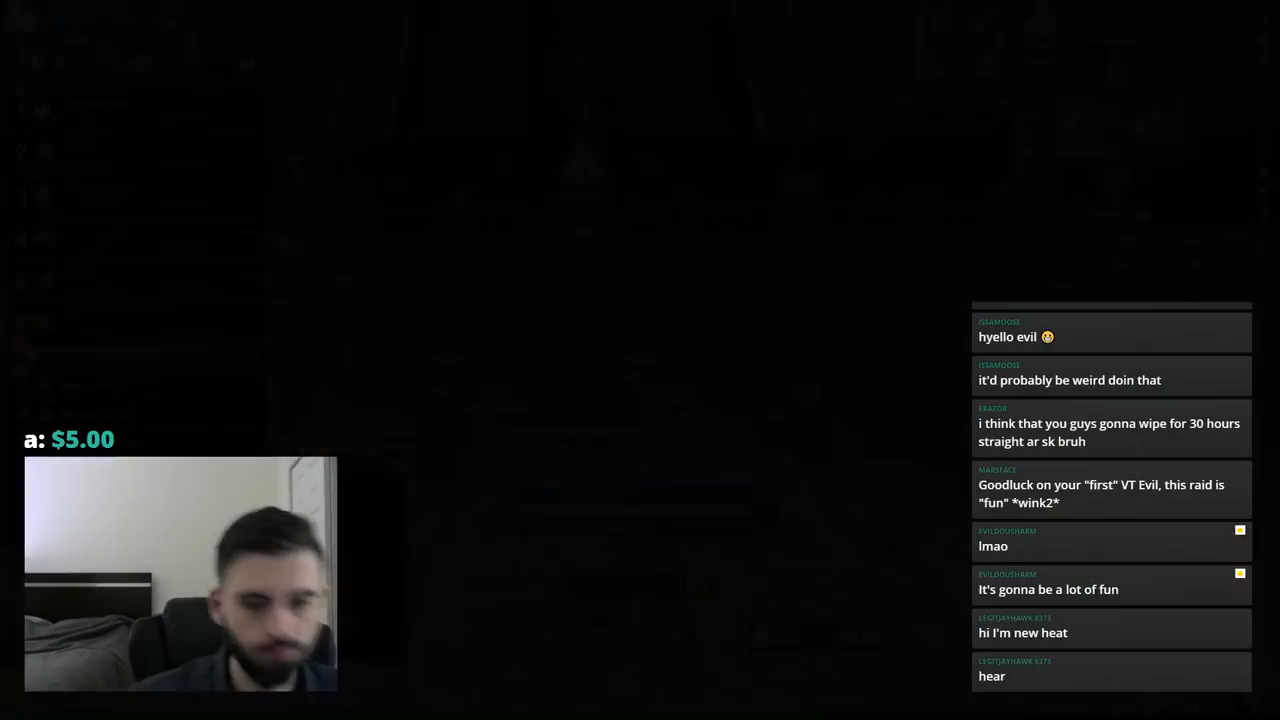 ISSAMOOSE
hyello evil
ISSAMOOSE
it'd probably be weird doin that
ERAZOR
i think that you guys gonna wipe for 30 hours
straight ar sk bruh
MARSFACE
Goodluck on your "first" VT Evil, this raid is
"fun" *wink2*
EVILDOUSHARM
lmao
EVILDOUSHARM
It's gonna be a lot of fun
LEGITJAYHAWK 8373
hi I'm new heat
LEGITJAYHAWK 8373
hear
a: $5.00